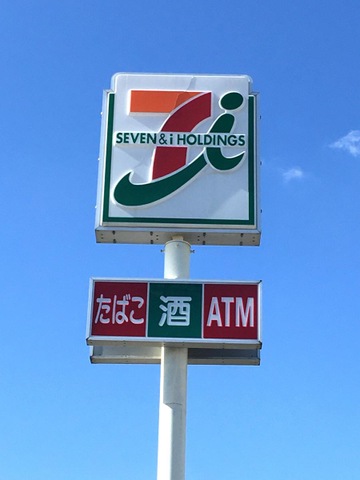 SEVEN & i HOLDINGS
たばこ 酒 ATM